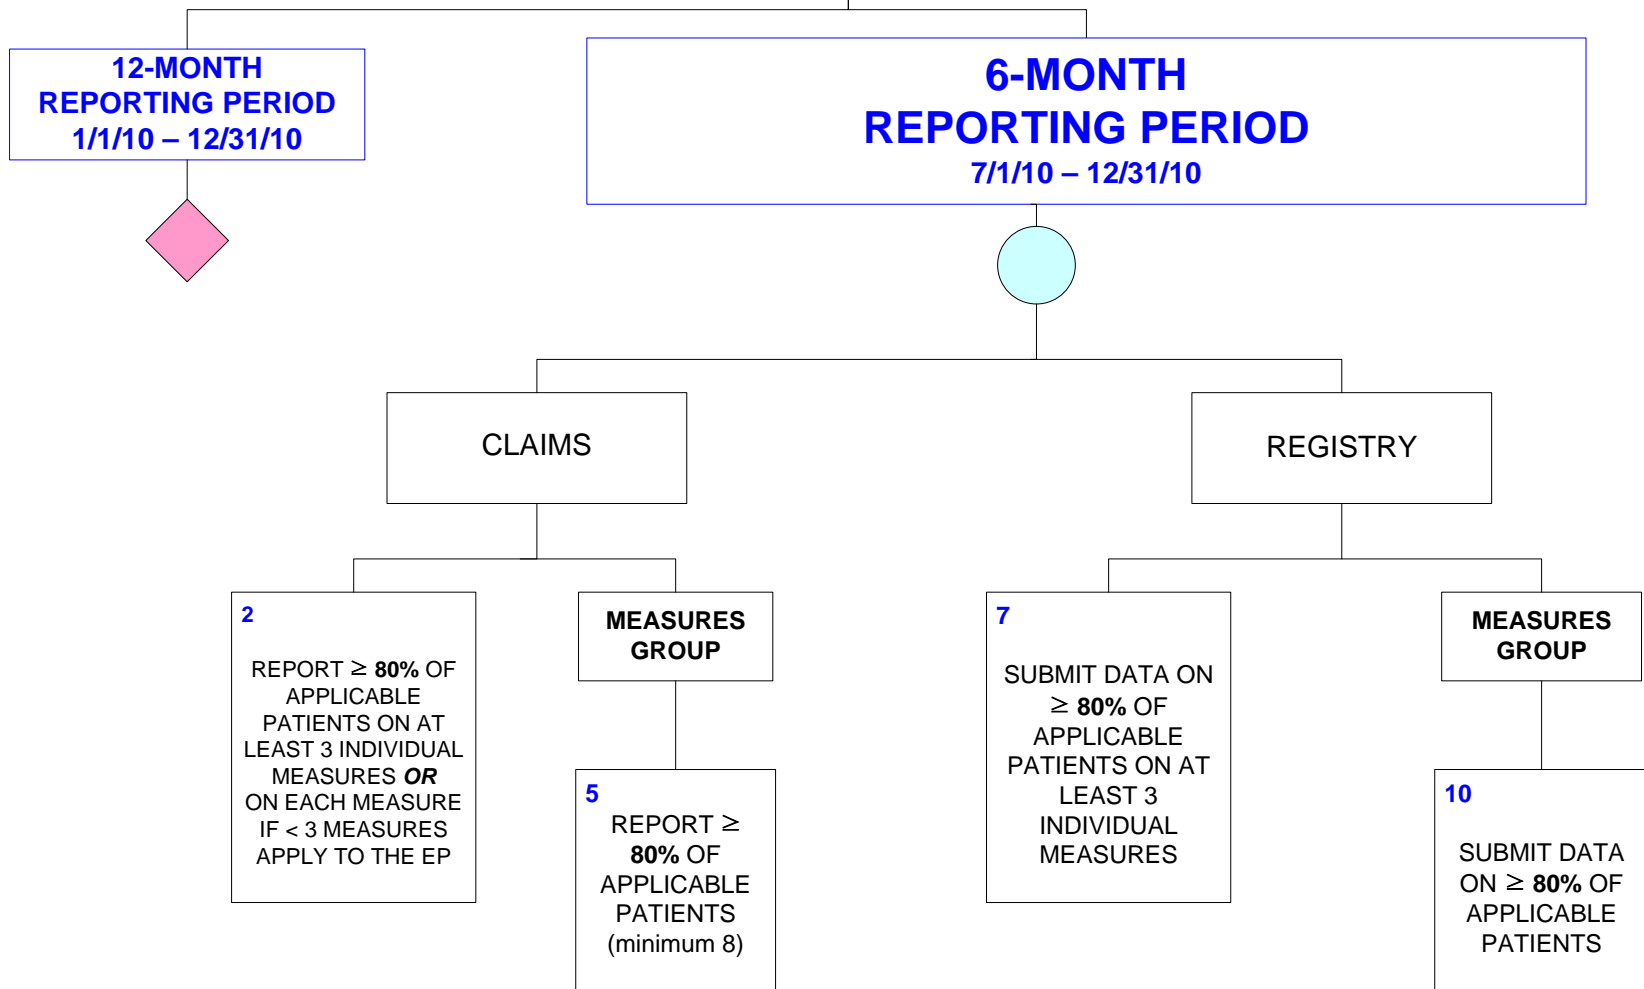 12-MONTH
REPORTING PERIOD
1/1/10 – 12/31/10
6-MONTH
REPORTING PERIOD
7/1/10 – 12/31/10
CLAIMS
REGISTRY
2
REPORT ≥ 80% OF
APPLICABLE
PATIENTS ON AT
LEAST 3 INDIVIDUAL
MEASURES OR
ON EACH MEASURE
IF < 3 MEASURES
APPLY TO THE EP
MEASURES
GROUP
5
REPORT ≥
80% OF
APPLICABLE
PATIENTS
(minimum 8)
7
SUBMIT DATA ON
≥ 80% OF
APPLICABLE
PATIENTS ON AT
LEAST 3
INDIVIDUAL
MEASURES
MEASURES
GROUP
10
SUBMIT DATA
ON ≥ 80% OF
APPLICABLE
PATIENTS